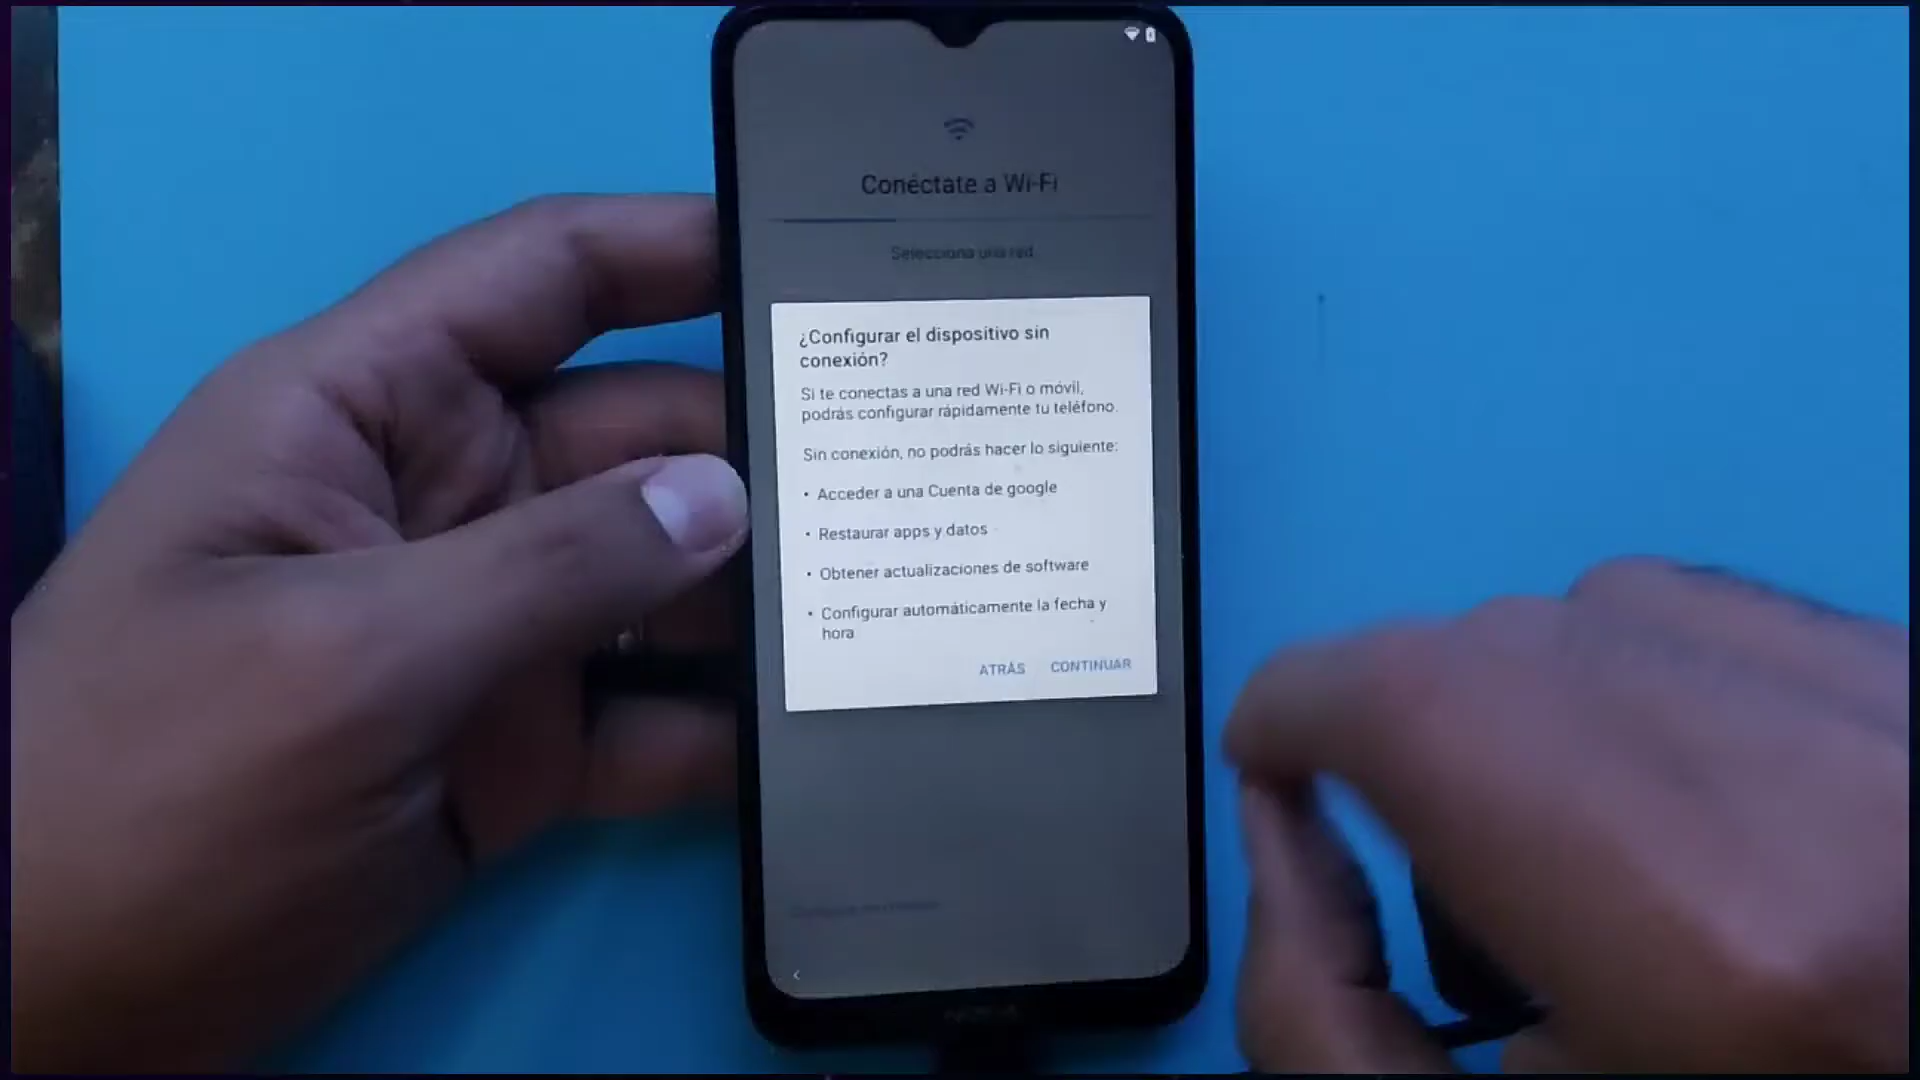 Conéctate a Wi-Fi
Selecciona una red
¿Configurar el dispositivo sin
conexión?
Si te conectas a una red Wi-Fi o móvil,
podrás configurar rápidamente tu teléfono.
Sin conexión, no podrás hacer lo siguiente:
• Acceder a una Cuenta de google
• Restaurar apps y datos
• Obtener actualizaciones de software
• Configurar automáticamente la fecha y
hora
ATRÁS CONTINUAR
NOKIA